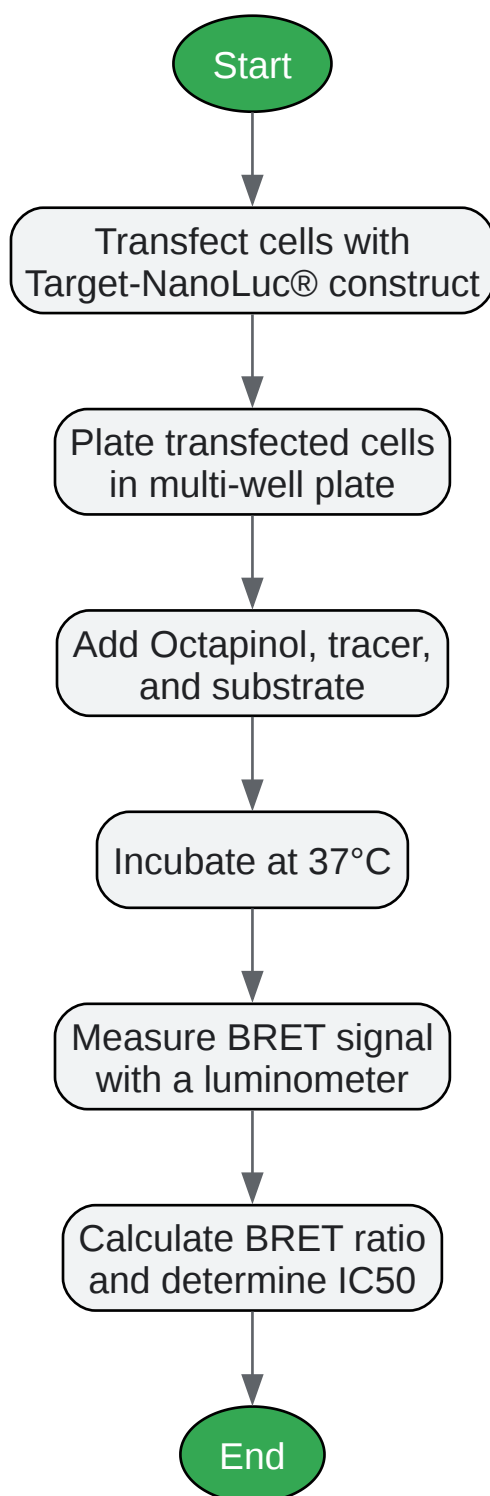 Start
Transfect cells with
Target-NanoLuc® construct
Plate transfected cells
in multi-well plate
Add Octapinol, tracer,
and substrate
Incubate at 37°C
Measure BRET signal
with a luminometer
Calculate BRET ratio
and determine IC50
End